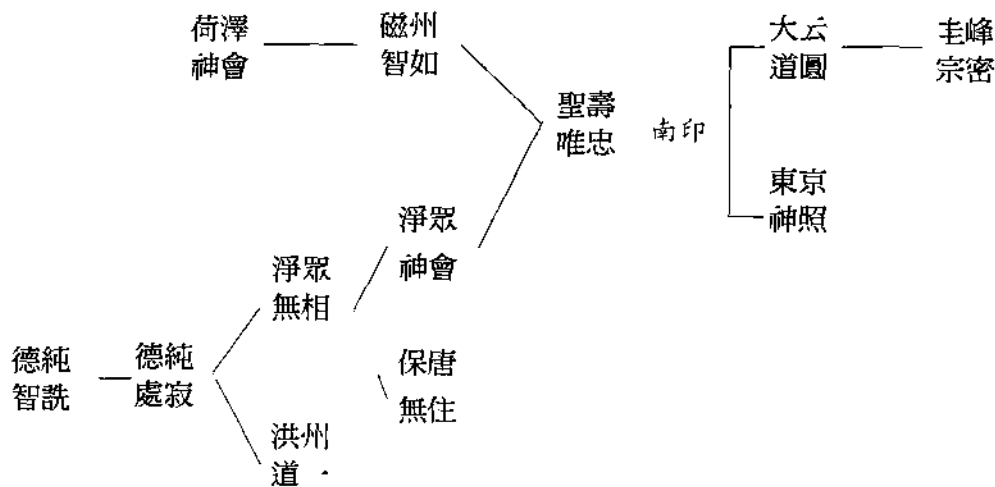 荷澤
神會
磁州
智如
聖壽
唯忠
南印
大云
道圓
圭峰
宗密
東京
神照
淨眾
神會
淨眾
無相
保唐
無住
德純
智詵
德純
處寂
洪州
道一